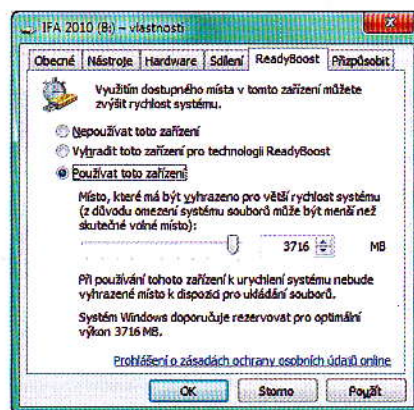 IFA 2010 (B:) – vlastnosti
Obecné Nástroje Hardware Sdílení ReadyBoost Přizpůsobit
Využitím dostupného místa v tomto zařízení můžete
zvýšit rychlost systému.
Nepoužívat toto zařízení
Vyhradit toto zařízení pro technologii ReadyBoost
Používat toto zařízení
Místo, které má být vyhrazeno pro větší rychlost systému
(z důvodu omezení systému souborů může být menší než
skutečné volné místo):
3716 MB
Při používání tohoto zařízení k urychlení systému nebude
vyhrazené místo k dispozici pro ukládání souborů.
Systém Windows doporučuje rezervovat pro optimální
výkon 3716 MB.
Prohlášení o zásadách ochrany osobních údajů online
OK Storno Použít